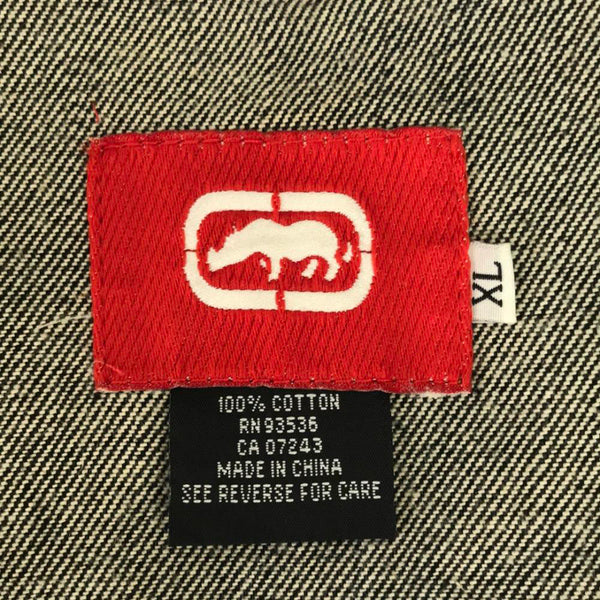 XL
100% COTTON
RN 93536
CA 07243
MADE IN CHINA
SEE REVERSE FOR CARE